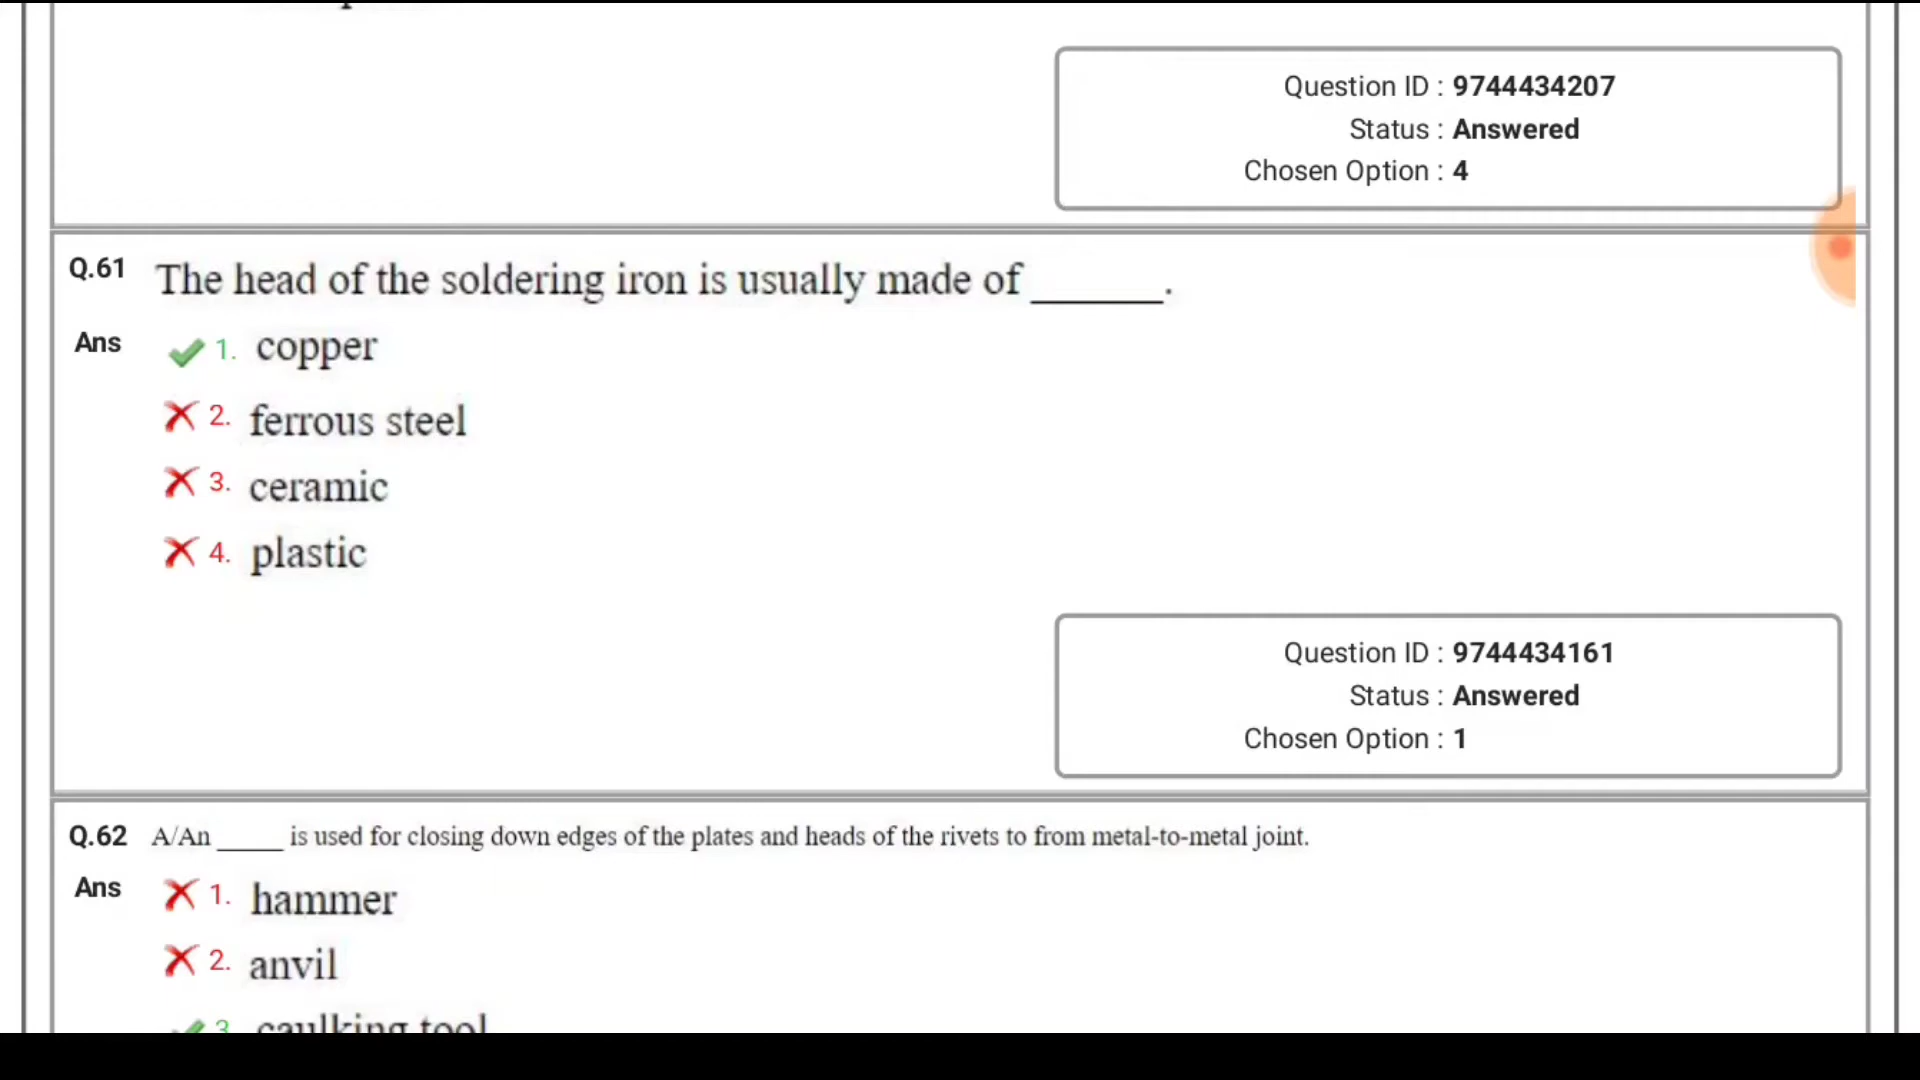 Question ID : 9744434207
Status : Answered
Chosen Option : 4
Q.61 The head of the soldering iron is usually made of ______.
Ans 1. copper
2. ferrous steel
3. ceramic
4. plastic
Question ID : 9744434161
Status : Answered
Chosen Option : 1
Q.62 A/An _____ is used for closing down edges of the plates and heads of the rivets to from metal-to-metal joint.
Ans 1. hammer
2. anvil
3. caulking tool